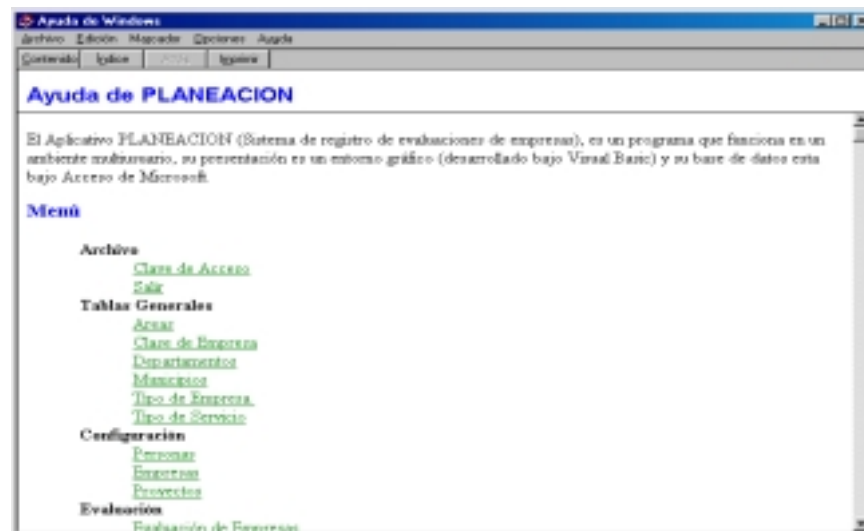 Ayuda de Windows
Archivo Edición Marcador Opciones Ayuda
Contenido Índice Atrás Imprimir
Ayuda de PLANEACION
El Aplicativo PLANEACION (Sistema de registro de evaluaciones de empresas), es un programa que funciona en un
ambiente multiusuario, su presentación es un entorno gráfico (desarrollado bajo Visual Basic) y su base de datos esta
bajo Access de Microsoft.
Menú
Archivo
Clave de Acceso
Salir
Tablas Generales
Areas
Clase de Empresa
Departamentos
Municipios
Tipo de Empresa
Tipo de Servicio
Configuración
Personas
Empresas
Proyectos
Evaluación
Evaluación de Empresas